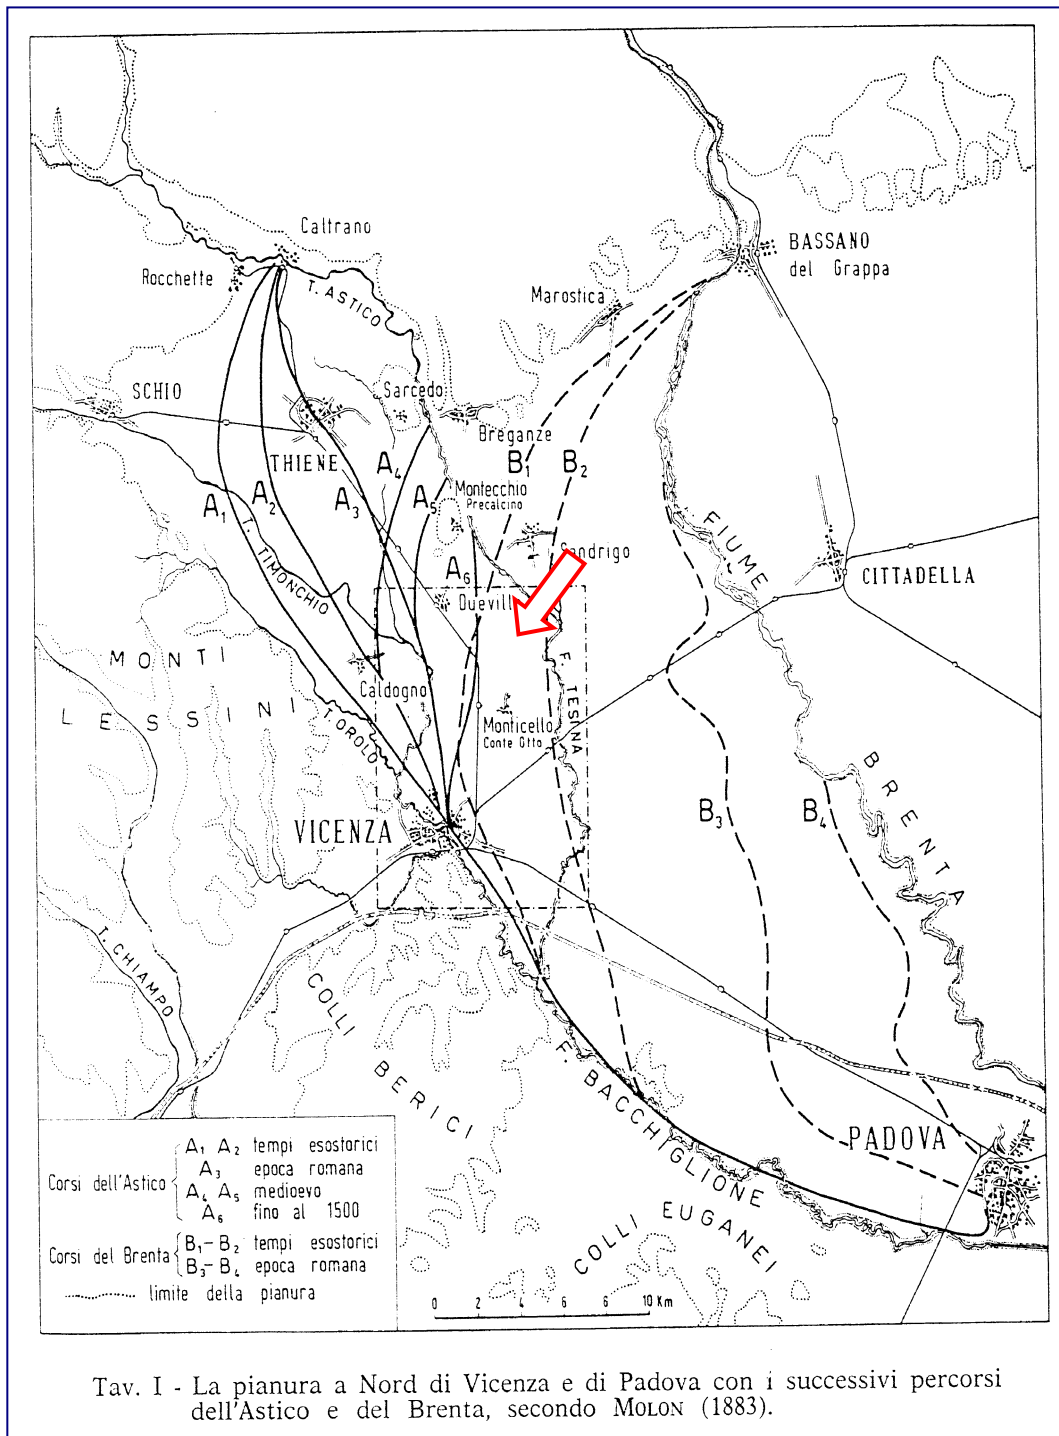 Caltrano
Rocchette
T. ASTICO
BASSANO
del Grappa
Marostica
SCHIO
Sarcedo
Breganze
THIENE
A₁
A₂
A₃
A₄
A₅
A₆
B₁
B₂
Montecchio
Precalcino
Sandrigo
T. TIMONCHIO
Duevill
FIUME BRENTA
CITTADELLA
MONTI
LESSINI
Caldogno
T. OROLO
F. TESINA
Monticello
Conte Otto
B₃
B₄
VICENZA
T. CHIAMPO
COLLI
BERICI
F. BACCHIGLIONE
PADOVA
COLLI EUGANEI
Corsi dell'Astico
A₁ A₂ tempi esostorici
A₃ epoca romana
A₄ A₅ medioevo
A₆ fino al 1500
Corsi del Brenta
B₁-B₂ tempi esostorici
B₃-B₄ epoca romana
limite della pianura
0 2 4 6 8 10 Km
Tav. I - La pianura a Nord di Vicenza e di Padova con i successivi percorsi
dell'Astico e del Brenta, secondo MOLON (1883).